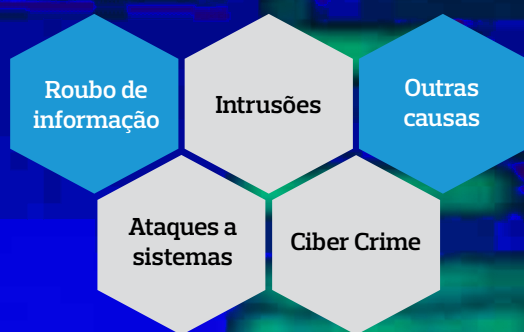 Roubo de
informação
Intrusões
Outras
causas
Ataques a
sistemas
Ciber Crime